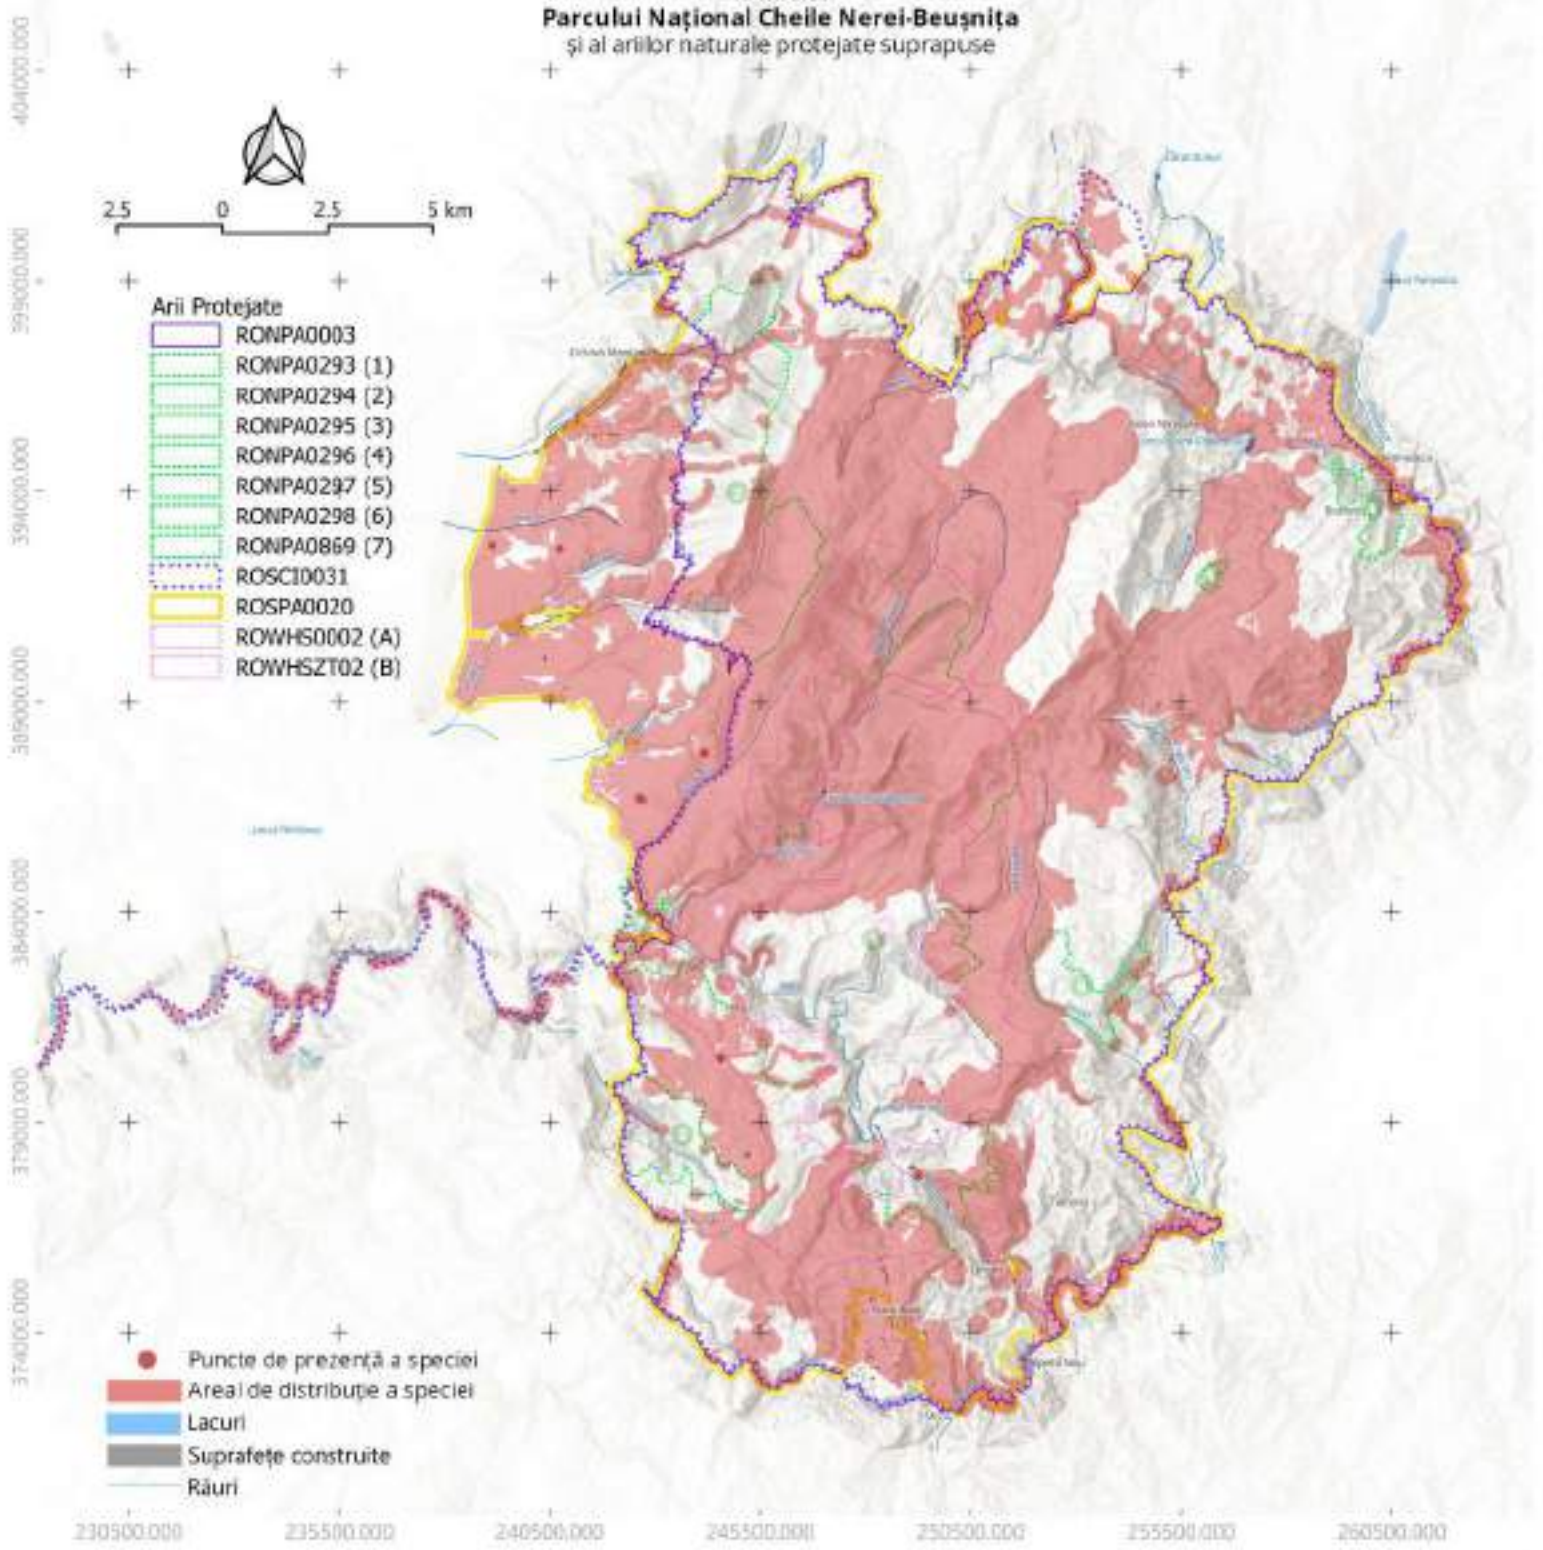 Parcului Național Cheile Nerei-Beușnița
și al ariilor naturale protejate suprapuse
404000.000
399000.000
394000.000
389000.000
384000.000
379000.000
374000.000
2.5 0 2.5 5 km
Arii Protejate
RONPA0003
RONPA0293 (1)
RONPA0294 (2)
RONPA0295 (3)
RONPA0296 (4)
RONPA0297 (5)
RONPA0298 (6)
RONPA0869 (7)
ROSCI0031
ROSPA0020
ROWHS0002 (A)
ROWHSZT02 (B)
Puncte de prezență a speciei
Areal de distribuție a speciei
Lacuri
Suprafețe construite
Râuri
230500.000 235500.000 240500.000 245500.000 250500.000 255500.000 260500.000